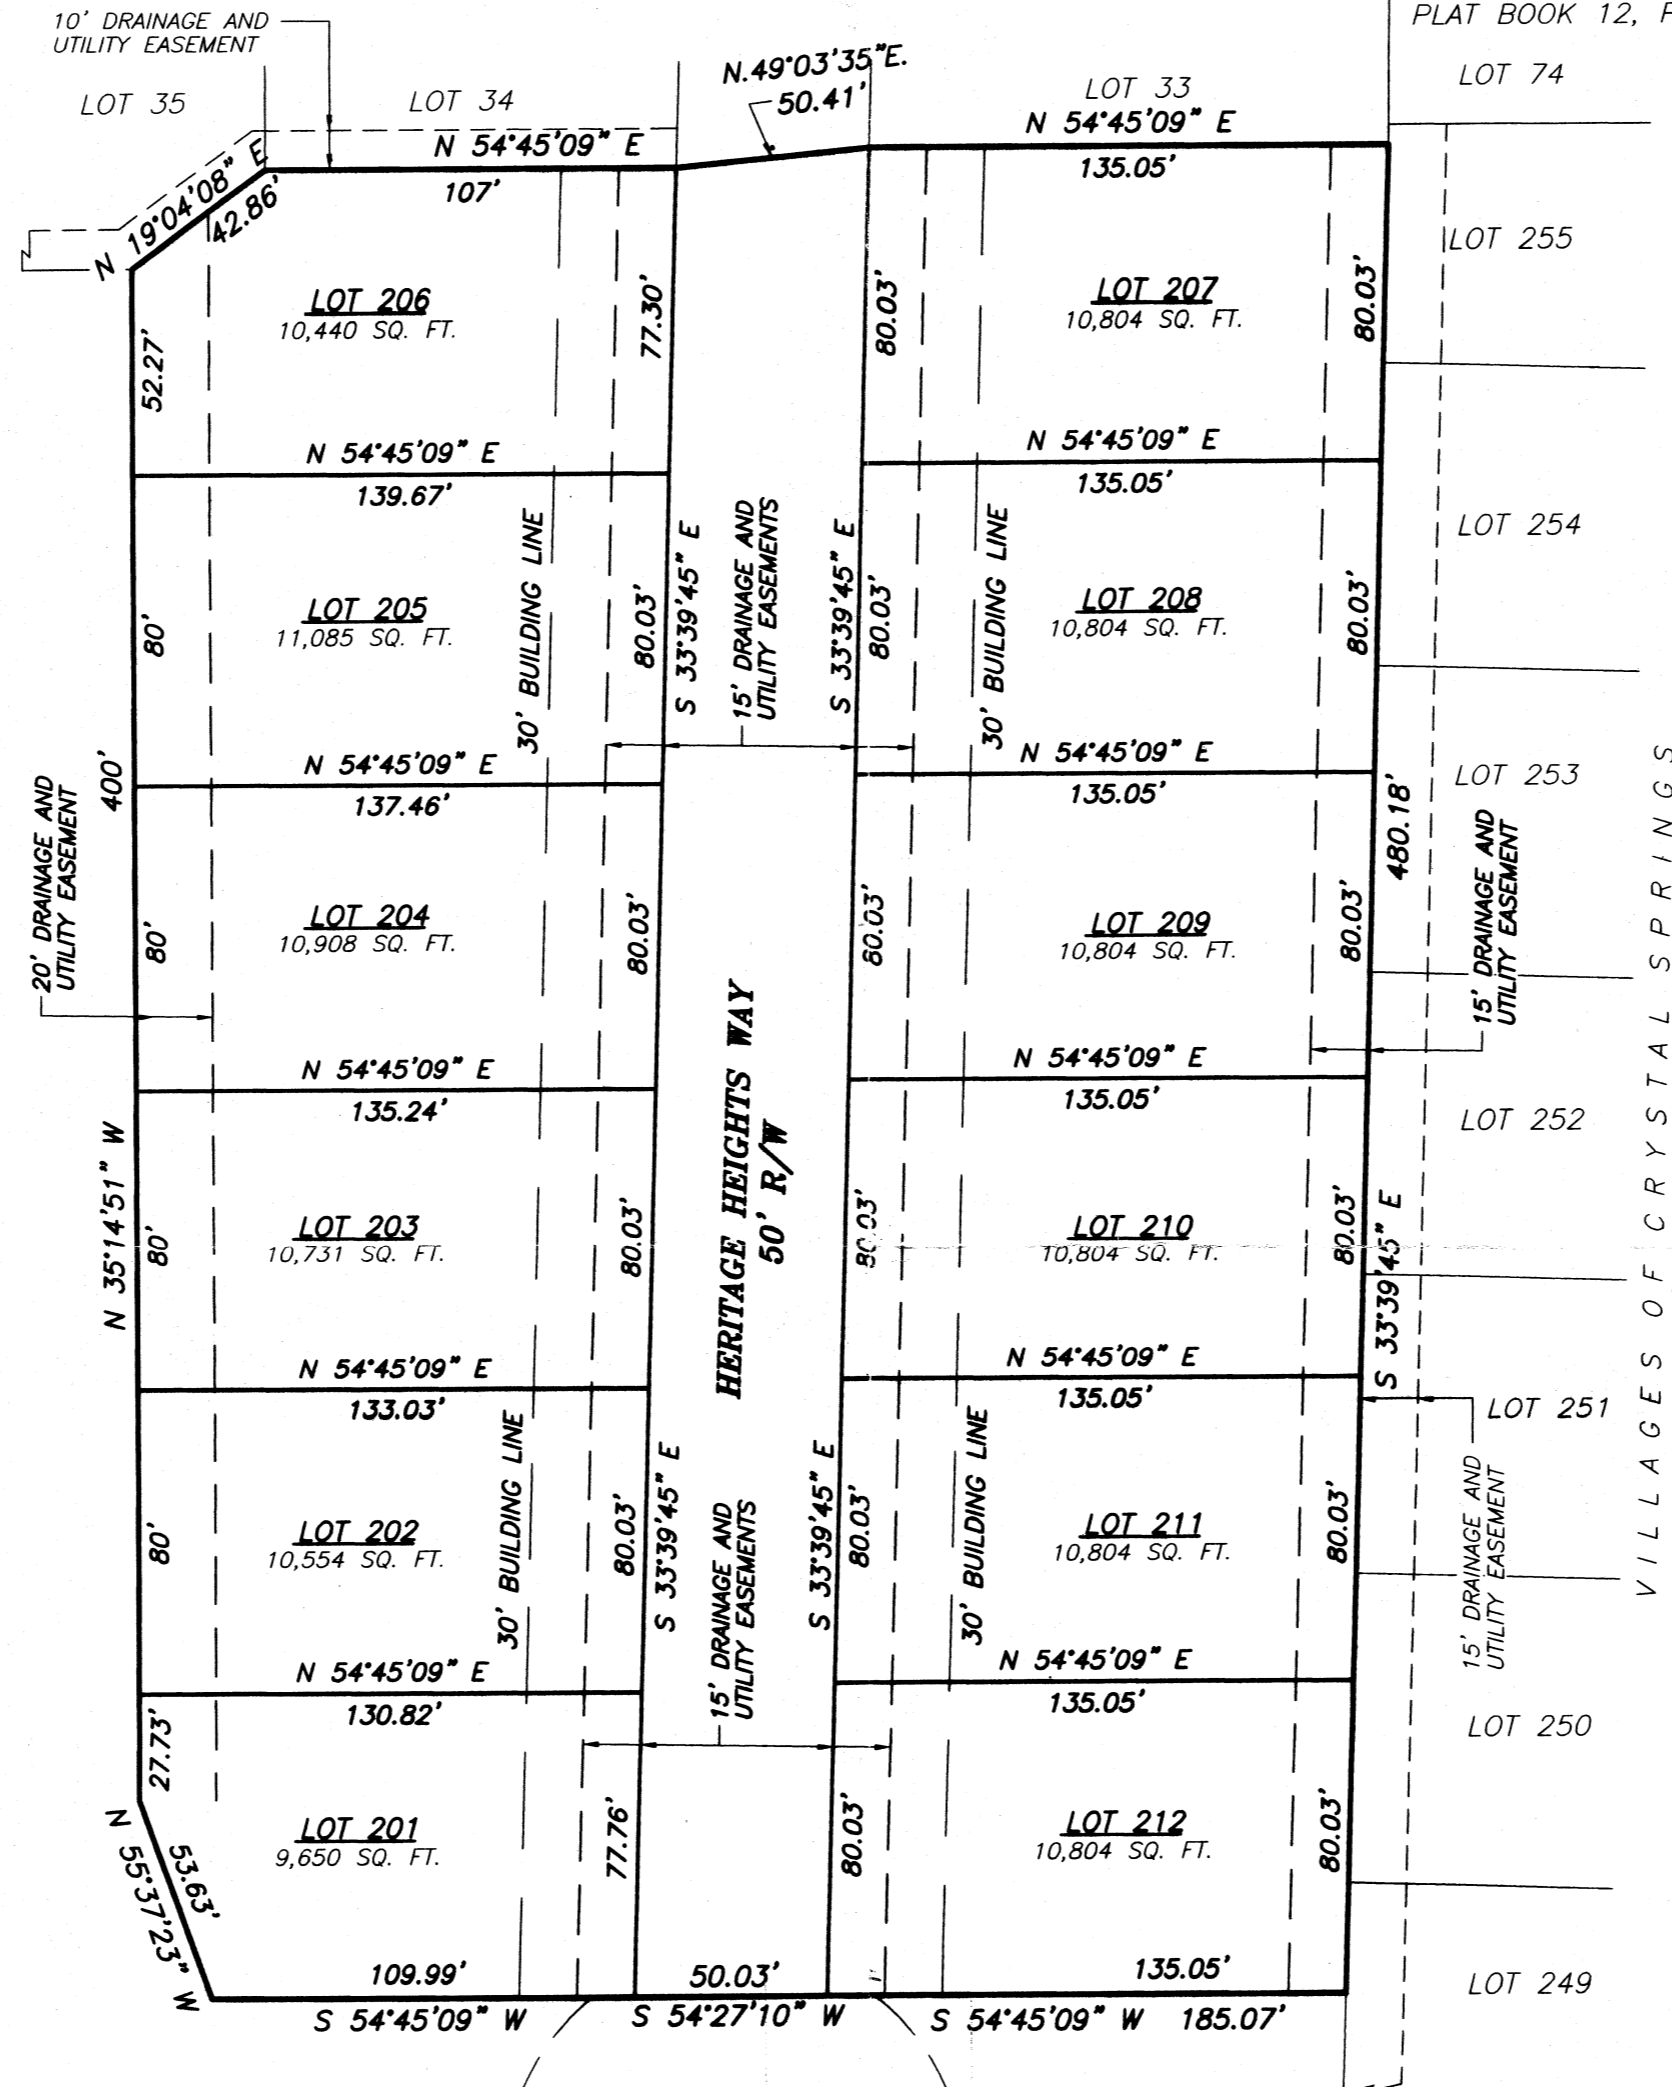 10' DRAINAGE AND
UTILITY EASEMENT
PLAT BOOK 12,
LOT 35
LOT 34
N.49°03'35"E.
50.41'
LOT 33
LOT 74
N 19°04'08" E
42.86'
N 54°45'09" E
107'
N 54°45'09" E
135.05'
LOT 255
LOT 206
10,440 SQ. FT.
52.27'
77.30'
80.03'
LOT 207
10,804 SQ. FT.
80.03'
N 54°45'09" E
139.67'
N 54°45'09" E
135.05'
LOT 254
80'
LOT 205
11,085 SQ. FT.
30' BUILDING LINE
80.03'
S 33°39'45" E
15' DRAINAGE AND
UTILITY EASEMENTS
S 33°39'45" E
80.03'
30' BUILDING LINE
LOT 208
10,804 SQ. FT.
80.03'
N 54°45'09" E
137.46'
N 54°45'09" E
135.05'
400'
480.18'
LOT 253
20' DRAINAGE AND
UTILITY EASEMENT
80'
LOT 204
10,908 SQ. FT.
80.03'
60.03'
LOT 209
10,804 SQ. FT.
80.03'
15' DRAINAGE AND
UTILITY EASEMENT
N 54°45'09" E
135.24'
N 54°45'09" E
135.05'
LOT 252
N 35°14'51" W
80'
LOT 203
10,731 SQ. FT.
80.03'
HERITAGE HEIGHTS WAY
50' R/W
80.03'
LOT 210
10,804 SQ. FT.
80.03'
S 33°39'45" E
VILLAGES OF CRYSTAL SPRINGS
N 54°45'09" E
133.03'
N 54°45'09" E
135.05'
LOT 251
80'
LOT 202
10,554 SQ. FT.
30' BUILDING LINE
80.03'
S 33°39'45" E
15' DRAINAGE AND
UTILITY EASEMENTS
S 33°39'45" E
80.03'
30' BUILDING LINE
LOT 211
10,804 SQ. FT.
80.03'
15' DRAINAGE AND
UTILITY EASEMENT
N 54°45'09" E
130.82'
N 54°45'09" E
135.05'
LOT 250
27.73'
LOT 201
9,650 SQ. FT.
77.76'
80.03'
LOT 212
10,804 SQ. FT.
80.03'
53.63'
N 55°37'23" W
109.99'
50.03'
135.05'
LOT 249
S 54°45'09" W
S 54°27'10" W
S 54°45'09" W 185.07'